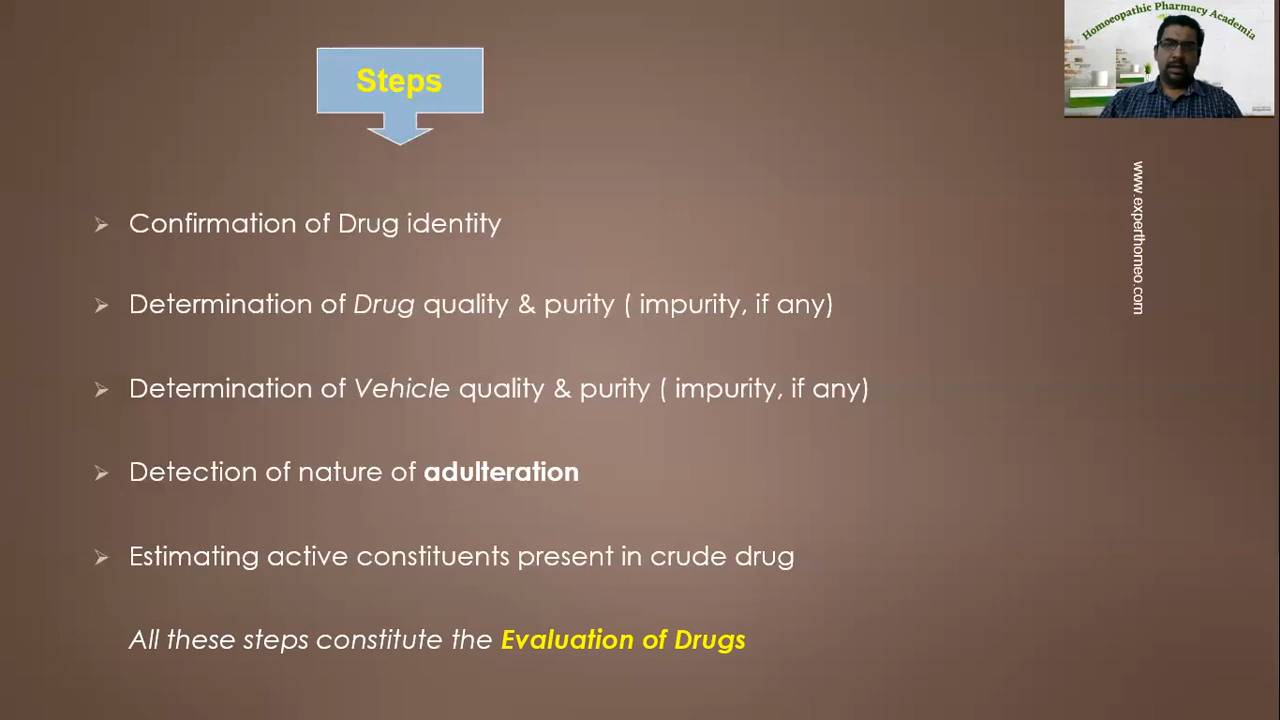 Steps
Homoeopathic Pharmacy Academia
www.experthomeo.com
Confirmation of Drug identity
Determination of Drug quality & purity ( impurity, if any)
Determination of Vehicle quality & purity ( impurity, if any)
Detection of nature of adulteration
Estimating active constituents present in crude drug
All these steps constitute the Evaluation of Drugs